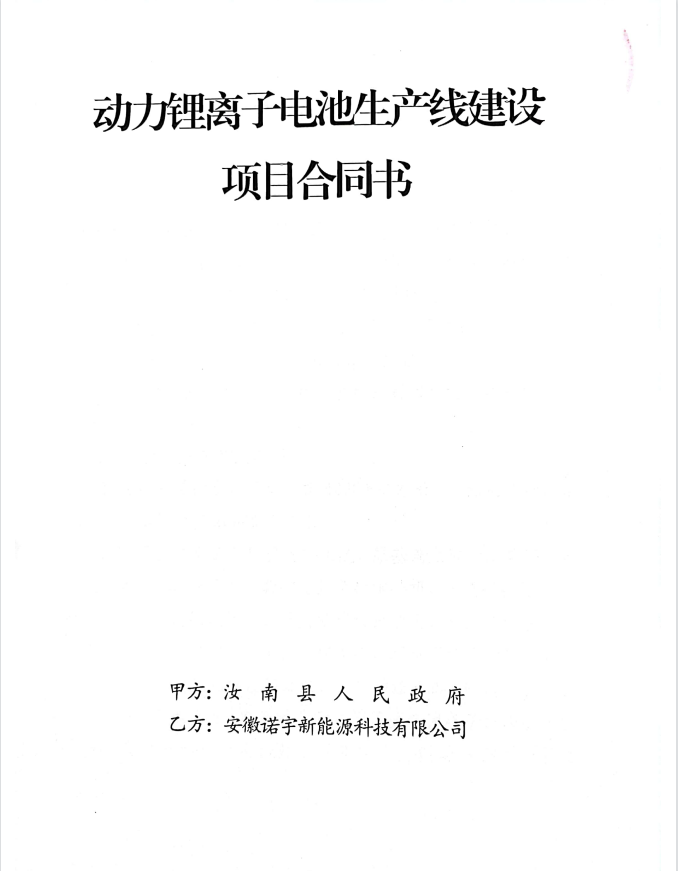 动力锂离子电池生产线建设
项目合同书
甲方：汝南县人民政府
乙方：安徽诺宇新能源科技有限公司